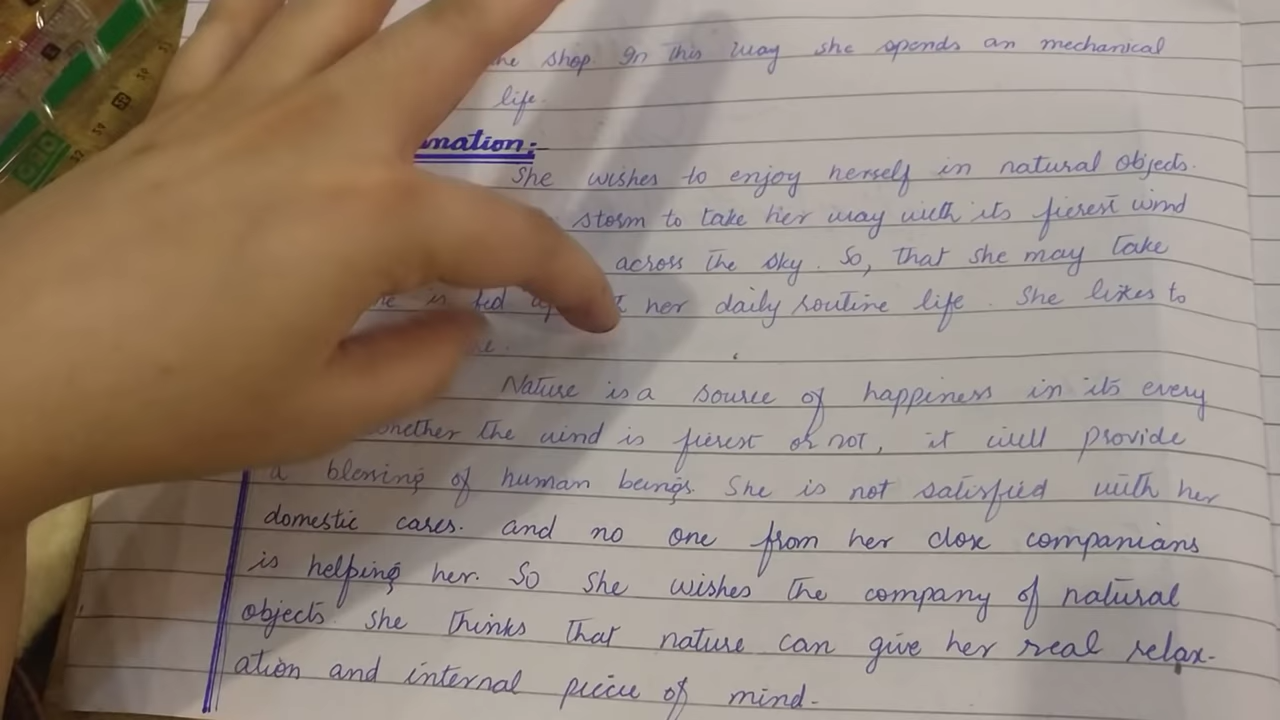 shop. In this way she spends an mechanical
life.
She wishes to enjoy herself in natural objects.
storm to take her way with its fierest wind
across the sky. So, that she may take
is fed her daily routine life. She likes to
Nature is a source of happiness in its every
whether the wind is fierest or not, it will provide
a blessing of human beings. She is not satisfied with her
domestic cares. and no one from her close companians
is helping her. So she wishes the company of natural
objects. She thinks that nature can give her real relax-
ation and internal piece of mind.